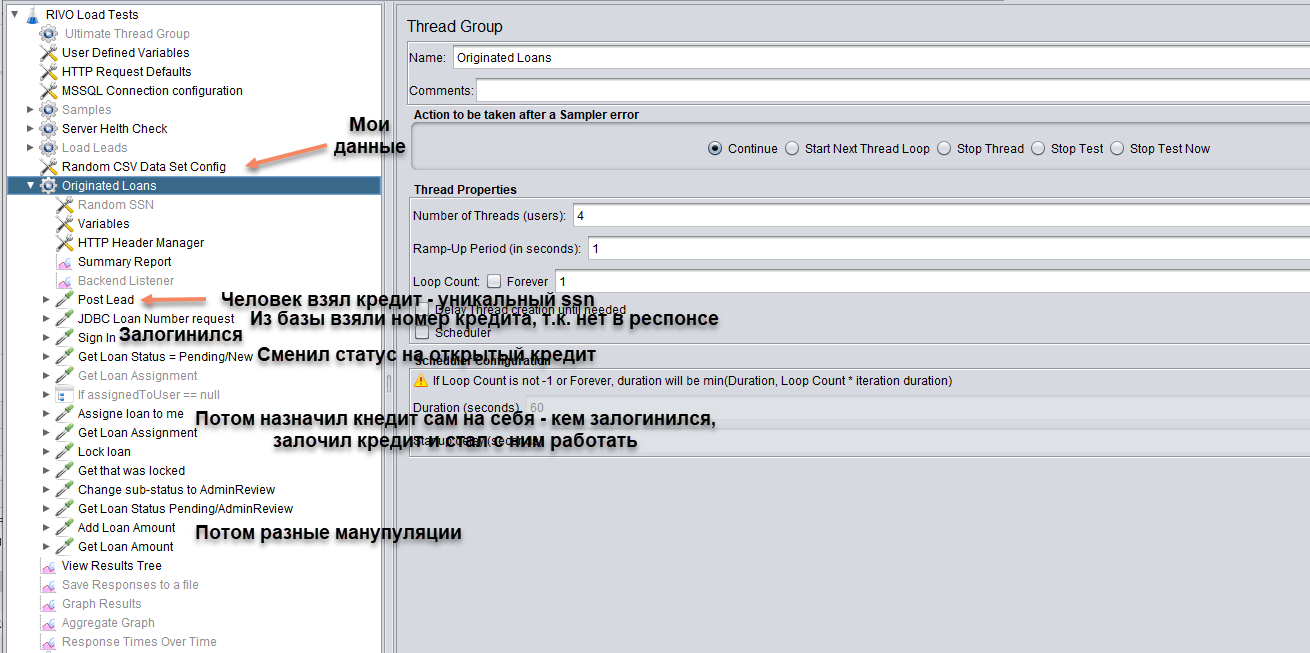 RIVO Load Tests
Ultimate Thread Group
User Defined Variables
HTTP Request Defaults
MSSQL Connection configuration
Samples
Server Helth Check
Load Leads
Random CSV Data Set Config
Originated Loans
Random SSN
Variables
HTTP Header Manager
Summary Report
Backend Listener
Post Lead
JDBC Loan Number request
Sign In
Get Loan Status = Pending/New
Get Loan Assignment
If assignedToUser == null
Assigne loan to me
Get Loan Assignment
Lock loan
Get that was locked
Change sub-status to AdminReview
Get Loan Status Pending/AdminReview
Add Loan Amount
Get Loan Amount
View Results Tree
Save Responses to a file
Graph Results
Aggregate Graph
Response Times Over Time
Мои
данные
Человек взял кредит - уникальный ssn
Из базы взяли номер кредита, т.к. нет в респонсе
Залогинился
Сменил статус на открытый кредит
Потом назначил кнедит сам на себя - кем залогинился,
залочил кредит и стал с ним работать
Потом разные манупуляции
Thread Group
Name: Originated Loans
Comments:
Action to be taken after a Sampler error
Continue Start Next Thread Loop Stop Thread Stop Test Stop Test Now
Thread Properties
Number of Threads (users): 4
Ramp-Up Period (in seconds): 1
Loop Count: Forever 1
Delay Thread creation until needed
Scheduler
Scheduler Configuration
If Loop Count is not -1 or Forever, duration will be min(Duration, Loop Count * iteration duration)
Duration (seconds) 60
Startup delay (seconds)